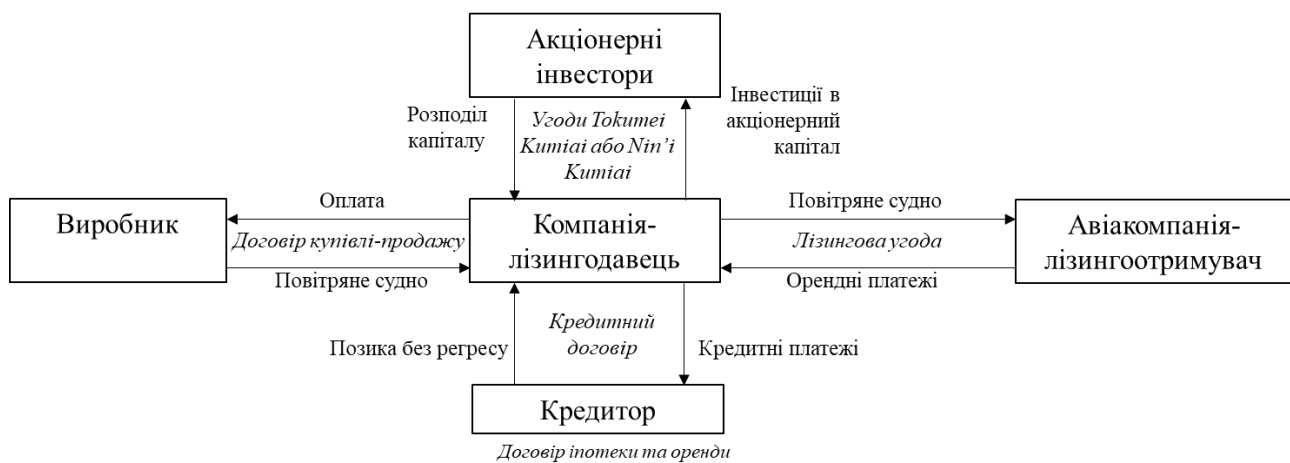 Акціонерні
інвестори
Розподіл
капіталу
Угоди Tokumei
Kumiai або Nin’i
Kumiai
Інвестиції в
акціонерний
капітал
Виробник
Оплата
Договір купівлі-продажу
Повітряне судно
Компанія-
лізингодавець
Повітряне судно
Лізингова угода
Орендні платежі
Авіакомпанія-
лізингоотримувач
Позика без регресу
Кредитний
договір
Кредитні платежі
Кредитор
Договір іпотеки та оренди